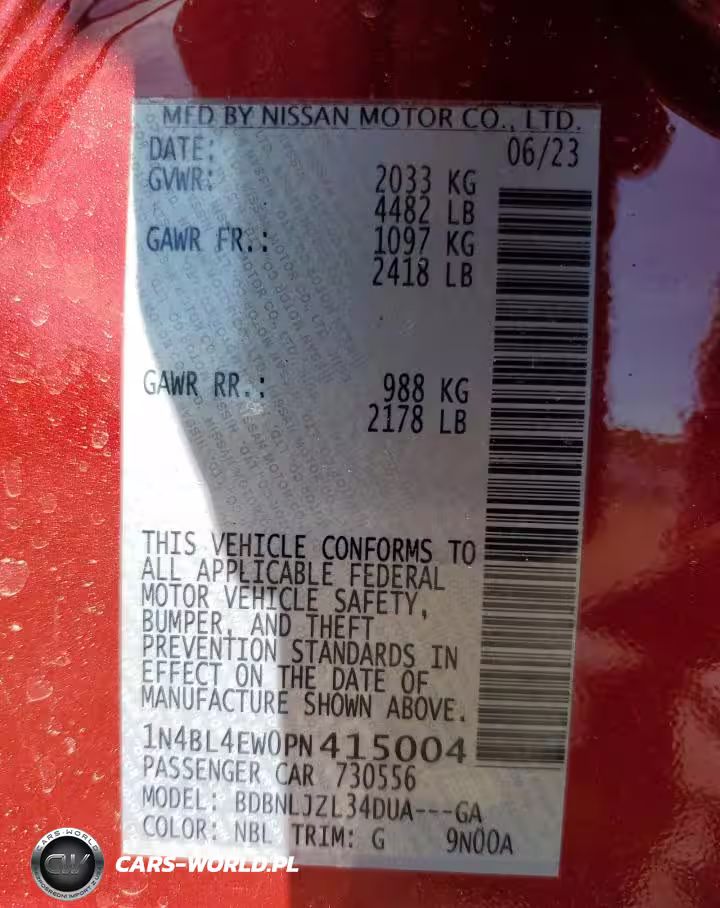 MFD BY NISSAN MOTOR CO., LTD.
DATE: 06/23
GVWR: 2033 KG
4482 LB
GAWR FR.: 1097 KG
2418 LB
GAWR RR.: 988 KG
2178 LB
THIS VEHICLE CONFORMS TO
ALL APPLICABLE FEDERAL
MOTOR VEHICLE SAFETY,
BUMPER, AND THEFT
PREVENTION STANDARDS IN
EFFECT ON THE DATE OF
MANUFACTURE SHOWN ABOVE.
1N4BL4EW0PN415004
PASSENGER CAR 730556
MODEL: BDBNLJZL34DUA---GA
COLOR: NBL TRIM: G 9N00A
CARS-WORLD.PL